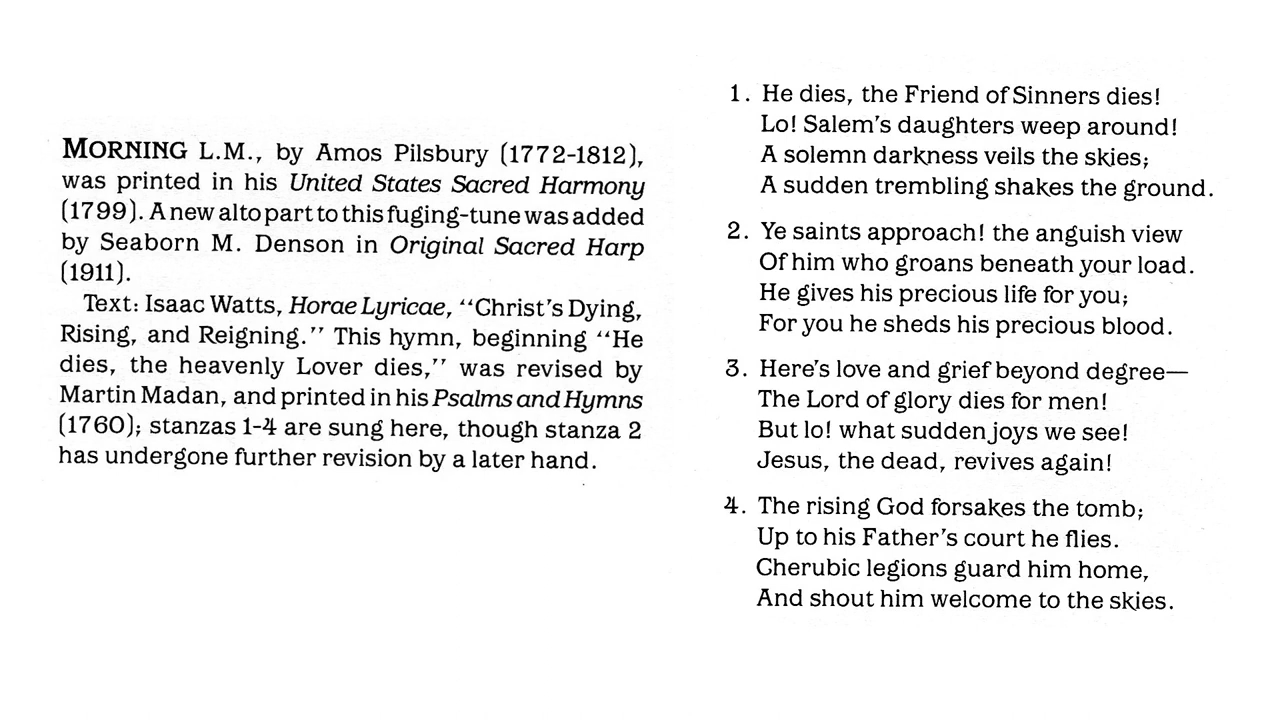 MORNING L.M., by Amos Pilsbury (1772-1812),
was printed in his United States Sacred Harmony
(1799). A new alto part to this fuging-tune was added
by Seaborn M. Denson in Original Sacred Harp
(1911).
Text: Isaac Watts, Horae Lyricae, “Christ’s Dying,
Rising, and Reigning.” This hymn, beginning “He
dies, the heavenly Lover dies,” was revised by
Martin Madan, and printed in his Psalms and Hymns
(1760); stanzas 1-4 are sung here, though stanza 2
has undergone further revision by a later hand.
1. He dies, the Friend of Sinners dies!
Lo! Salem’s daughters weep around!
A solemn darkness veils the skies;
A sudden trembling shakes the ground.
2. Ye saints approach! the anguish view
Of him who groans beneath your load.
He gives his precious life for you;
For you he sheds his precious blood.
3. Here’s love and grief beyond degree—
The Lord of glory dies for men!
But lo! what sudden joys we see!
Jesus, the dead, revives again!
4. The rising God forsakes the tomb;
Up to his Father’s court he flies.
Cherubic legions guard him home,
And shout him welcome to the skies.